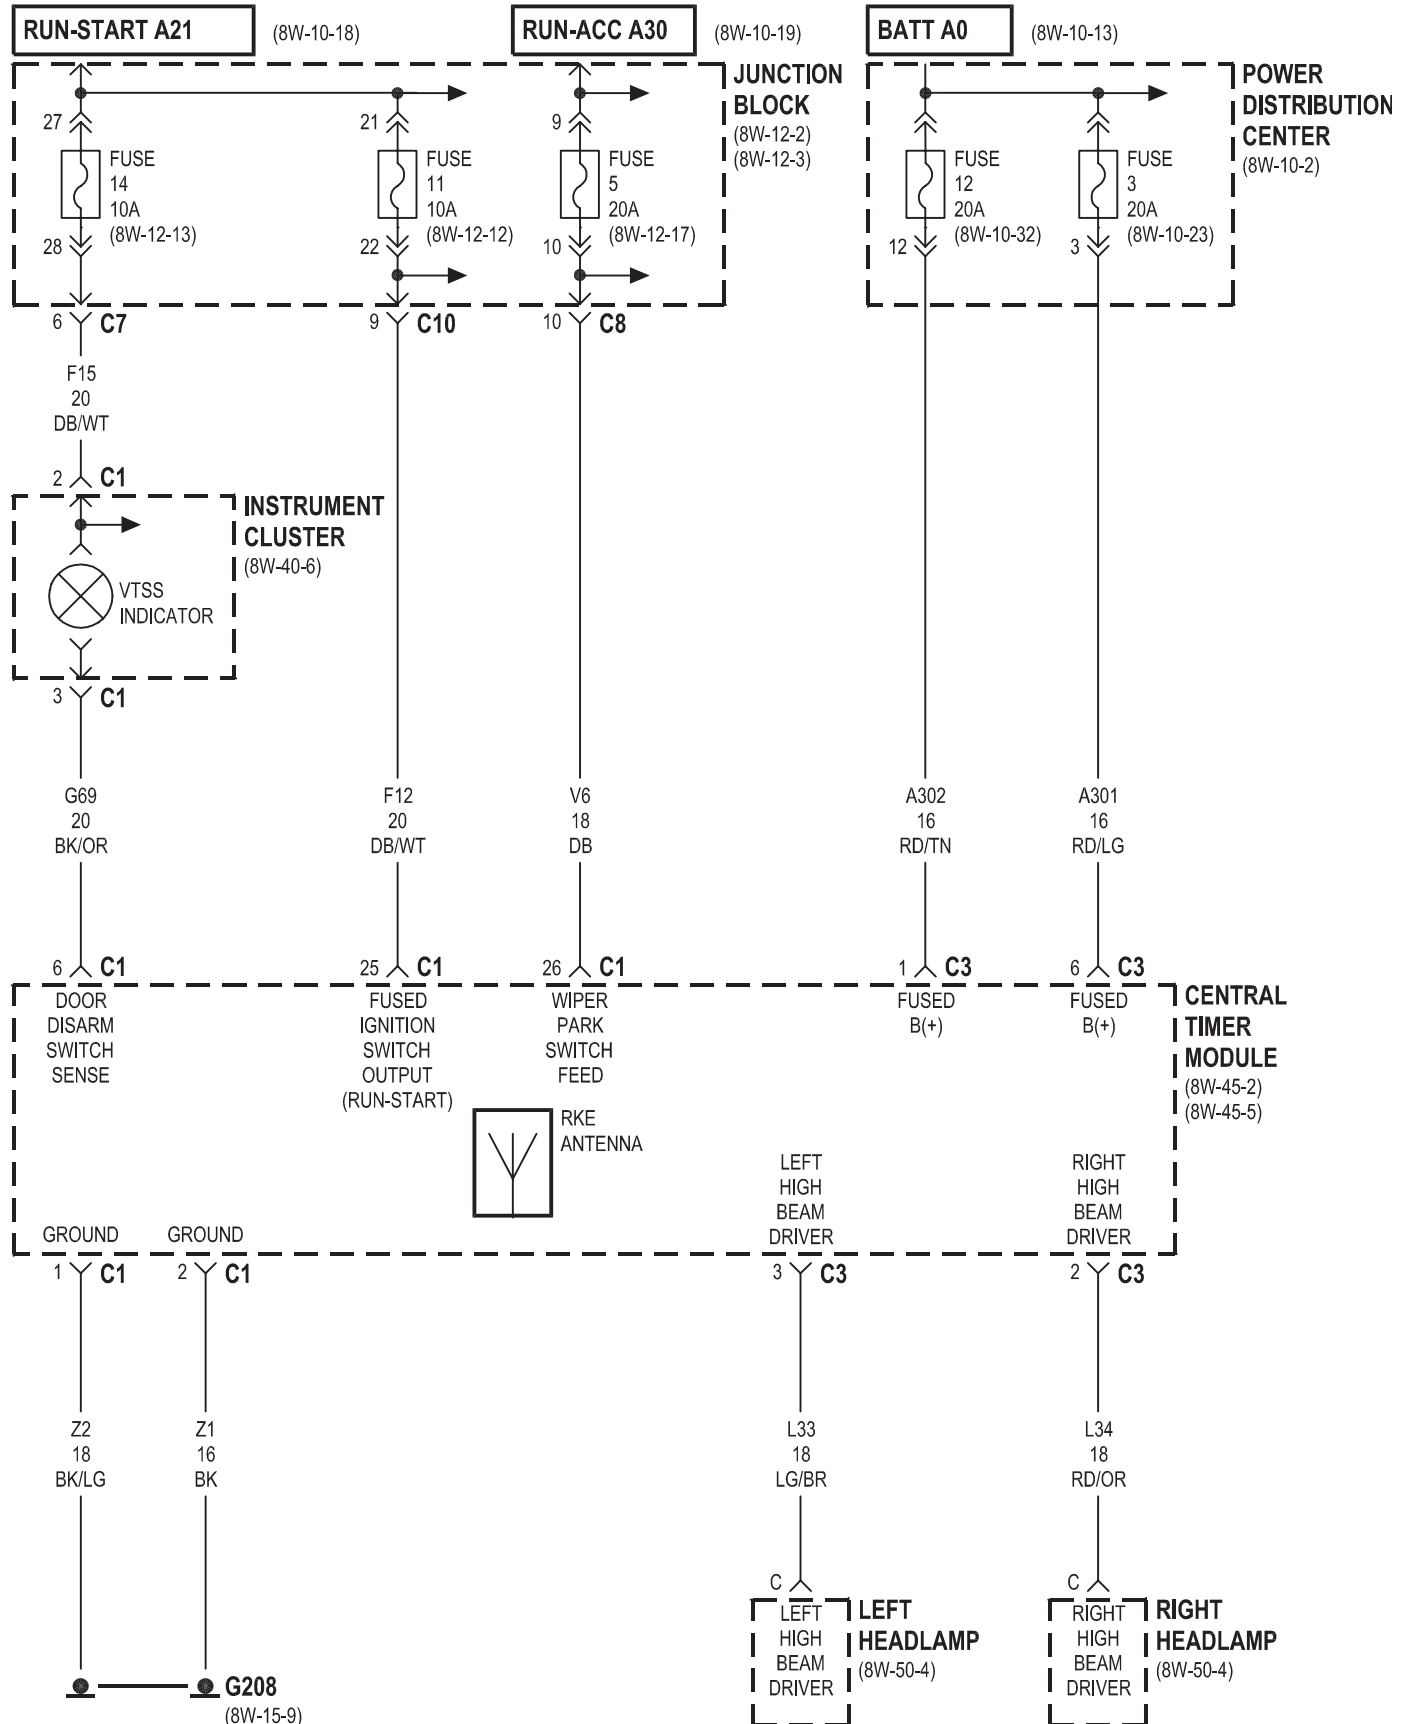 RUN-START A21
(8W-10-18)
RUN-ACC A30
(8W-10-19)
BATT A0
(8W-10-13)
JUNCTION
BLOCK
(8W-12-2)
(8W-12-3)
POWER
DISTRIBUTION
CENTER
(8W-10-2)
27
FUSE
14
10A
(8W-12-13)
28
21
FUSE
11
10A
(8W-12-12)
22
9
FUSE
5
20A
(8W-12-17)
10
FUSE
12
20A
(8W-10-32)
12
FUSE
3
20A
(8W-10-23)
3
6 C7
9 C10
10 C8
F15
20
DB/WT
2 C1
INSTRUMENT
CLUSTER
(8W-40-6)
VTSS
INDICATOR
3 C1
G69
20
BK/OR
F12
20
DB/WT
V6
18
DB
A302
16
RD/TN
A301
16
RD/LG
6 C1
25 C1
26 C1
1 C3
6 C3
DOOR
DISARM
SWITCH
SENSE
FUSED
IGNITION
SWITCH
OUTPUT
(RUN-START)
WIPER
PARK
SWITCH
FEED
FUSED
B(+)
FUSED
B(+)
CENTRAL
TIMER
MODULE
(8W-45-2)
(8W-45-5)
RKE
ANTENNA
LEFT
HIGH
BEAM
DRIVER
RIGHT
HIGH
BEAM
DRIVER
GROUND
GROUND
1 C1
2 C1
3 C3
2 C3
Z2
18
BK/LG
Z1
16
BK
L33
18
LG/BR
L34
18
RD/OR
C
C
LEFT
HIGH
BEAM
DRIVER
LEFT
HEADLAMP
(8W-50-4)
RIGHT
HIGH
BEAM
DRIVER
RIGHT
HEADLAMP
(8W-50-4)
G208
(8W-15-9)